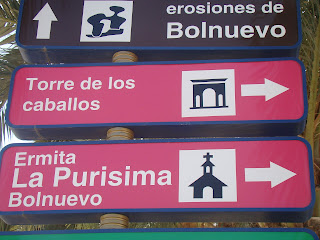 erosiones de
Bolnuevo
Torre de los
caballos
Ermita
La Purisima
Bolnuevo